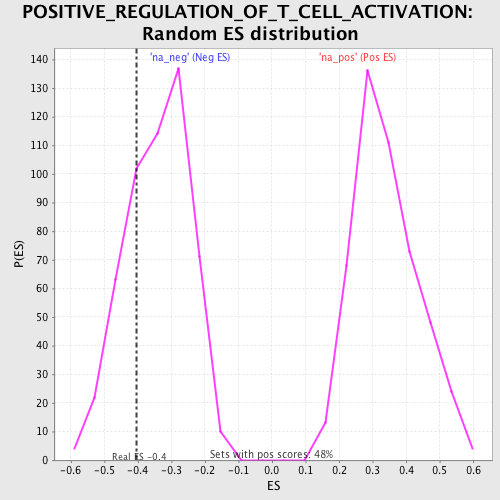 POSITIVE_REGULATION_OF_T_CELL_ACTIVATION:
Random ES distribution
'na_neg' (Neg ES) 'na_pos' (Pos ES)
140
130
120
110
100
90
80
70
60
50
40
30
20
10
0
P(ES)
Real ES -0.4 Sets with pos scores: 48%
-0.6 -0.5 -0.4 -0.3 -0.2 -0.1 0.0 0.1 0.2 0.3 0.4 0.5 0.6
ES